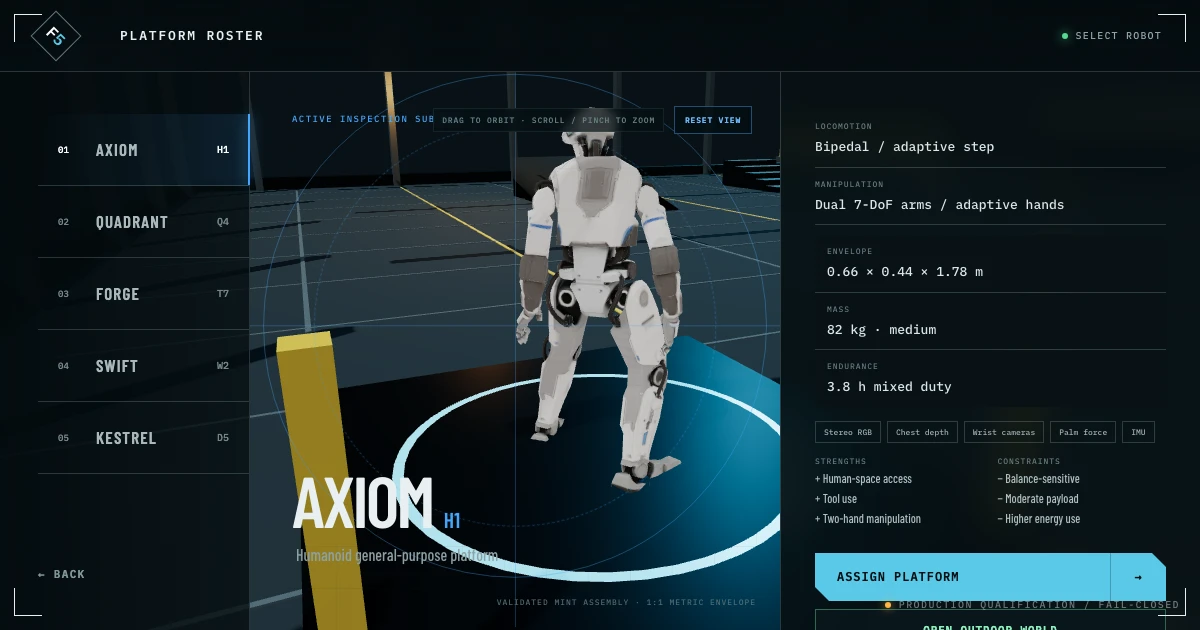 F5
PLATFORM ROSTER
SELECT ROBOT
01 AXIOM H1
02 QUADRANT Q4
03 FORGE T7
04 SWIFT W2
05 KESTREL D5
← BACK
ACTIVE INSPECTION SUB
DRAG TO ORBIT · SCROLL / PINCH TO ZOOM
RESET VIEW
AXIOM H1
Humanoid general-purpose platform
VALIDATED MINT ASSEMBLY · 1:1 METRIC ENVELOPE
LOCOMOTION
Bipedal / adaptive step
MANIPULATION
Dual 7-DoF arms / adaptive hands
ENVELOPE
0.66 × 0.44 × 1.78 m
MASS
82 kg · medium
ENDURANCE
3.8 h mixed duty
Stereo RGB
Chest depth
Wrist cameras
Palm force
IMU
STRENGTHS
+ Human-space access
+ Tool use
+ Two-hand manipulation
CONSTRAINTS
– Balance-sensitive
– Moderate payload
– Higher energy use
ASSIGN PLATFORM →
PRODUCTION QUALIFICATION / FAIL-CLOSED
OPEN OUTDOOR WORLD